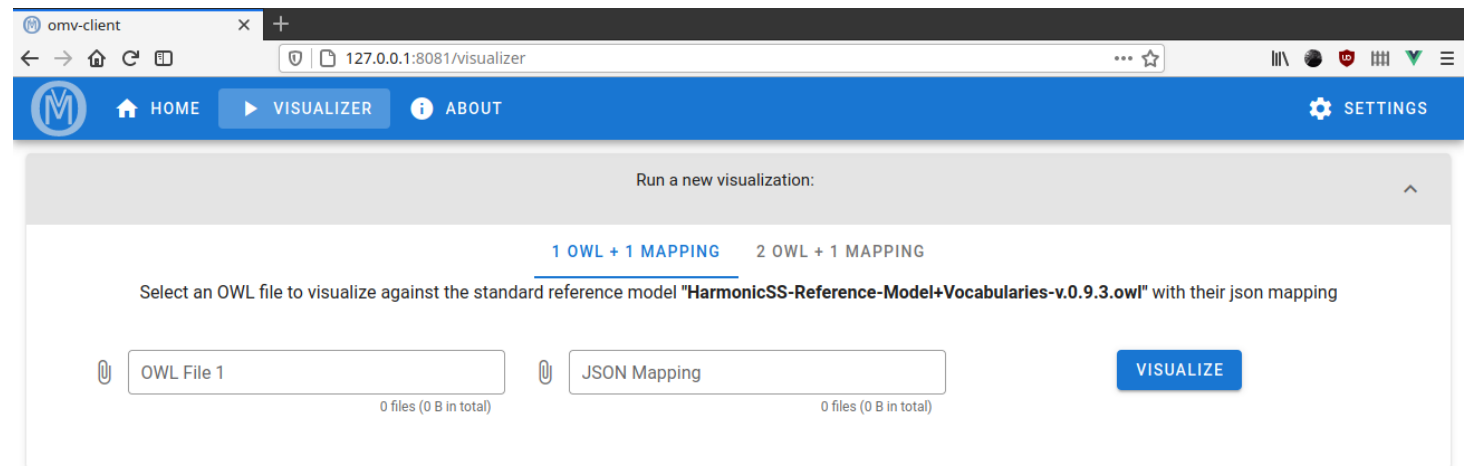 omv-client
127.0.0.1:8081/visualizer
M HOME VISUALIZER i ABOUT SETTINGS
Run a new visualization:
1 OWL + 1 MAPPING 2 OWL + 1 MAPPING
Select an OWL file to visualize against the standard reference model "HarmonicSS-Reference-Model+Vocabularies-v.0.9.3.owl" with their json mapping
OWL File 1 JSON Mapping VISUALIZE
0 files (0 B in total) 0 files (0 B in total)